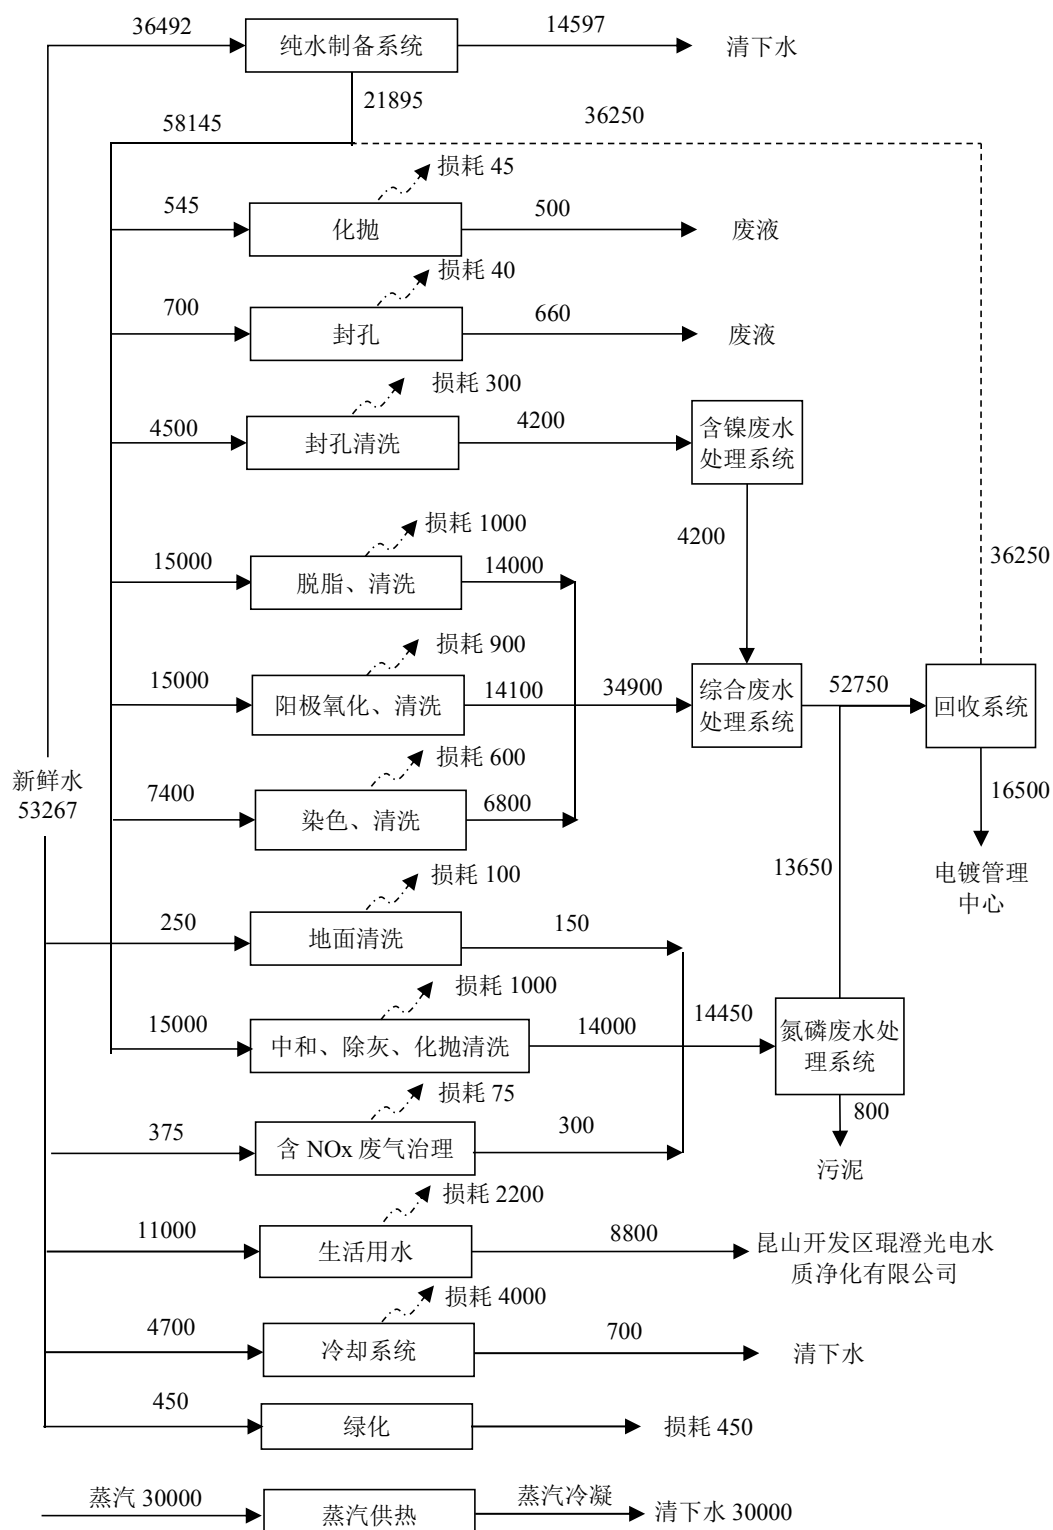 36492
纯水制备系统
14597
清下水
21895
58145
36250
损耗 45
545
化抛
500
废液
损耗 40
700
封孔
660
废液
损耗 300
4500
封孔清洗
4200
含镍废水
处理系统
4200
36250
损耗 1000
15000
脱脂、清洗
14000
损耗 900
15000
阳极氧化、清洗
14100
34900
综合废水
处理系统
52750
回收系统
新鲜水
53267
损耗 600
7400
染色、清洗
6800
16500
电镀管理
中心
13650
损耗 100
250
地面清洗
150
损耗 1000
15000
中和、除灰、化抛清洗
14000
14450
氮磷废水处
理系统
800
污泥
损耗 75
375
含 NOx 废气治理
300
损耗 2200
11000
生活用水
8800
昆山开发区琨澄光电水
质净化有限公司
损耗 4000
4700
冷却系统
700
清下水
450
绿化
损耗 450
蒸汽 30000
蒸汽供热
蒸汽冷凝
清下水 30000